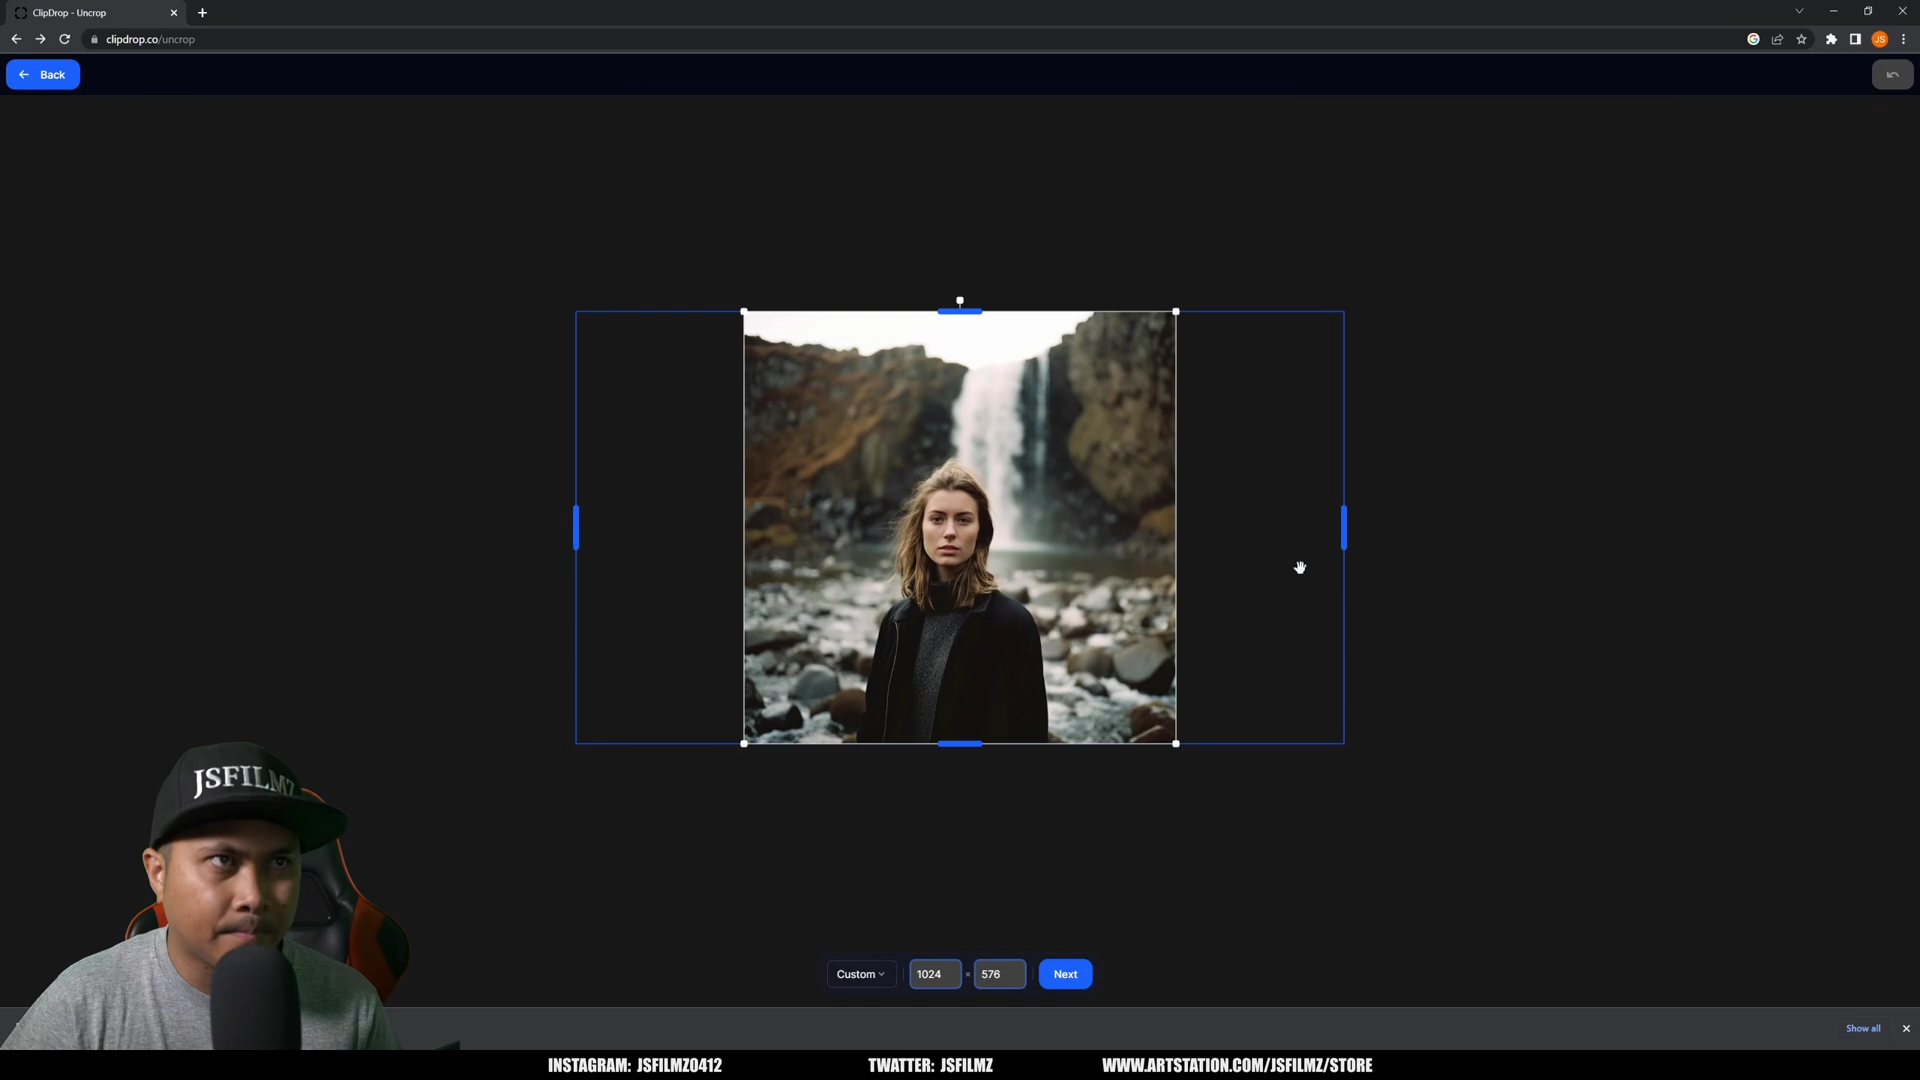 ClipDrop - Uncrop
clipdrop.co/uncrop
JS
Back
JSFILMZ
Custom
1024 × 576
Next
Show all
INSTAGRAM: JSFILMZ0412
TWATTER: JSFILMZ
WWW.ARTSTATION.COM/JSFILMZ/STORE